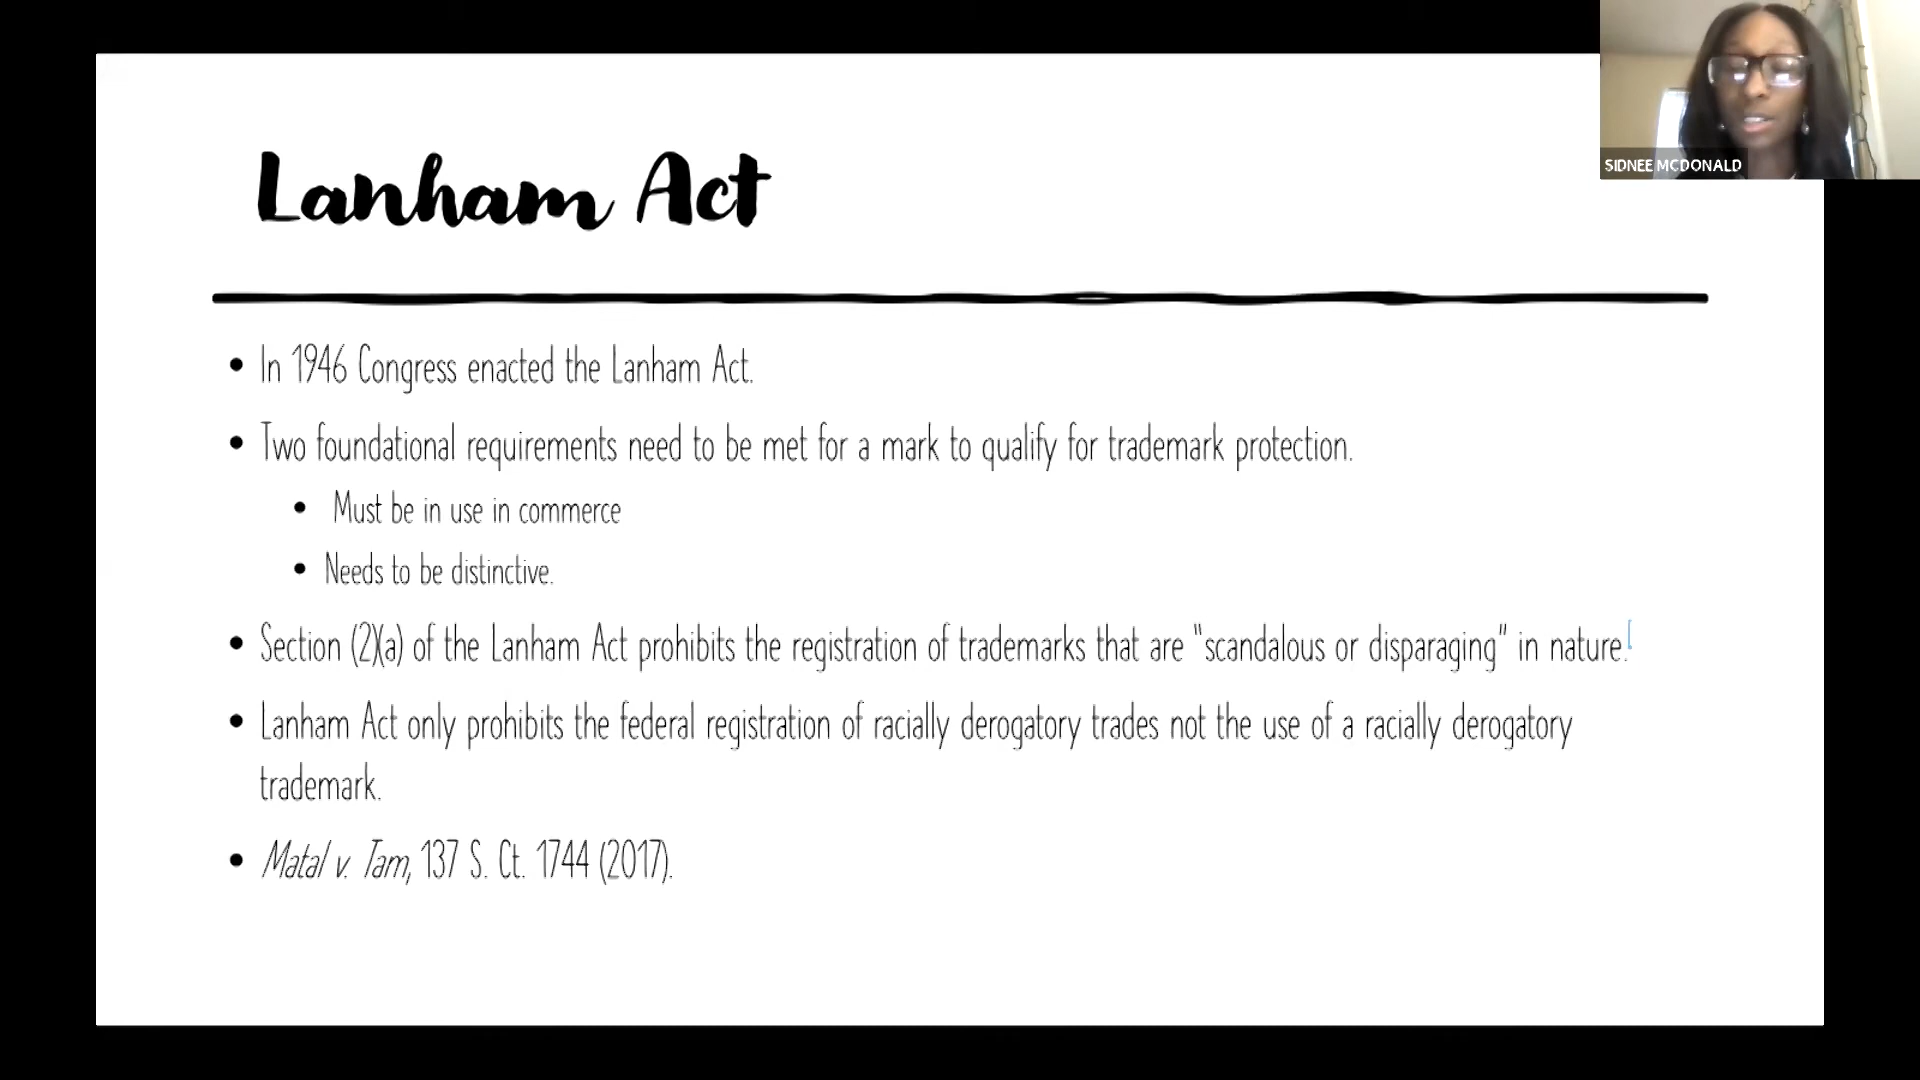 Lanham Act
SIDNEE MCDONALD
• In 1946 Congress enacted the Lanham Act.
• Two foundational requirements need to be met for a mark to qualify for trademark protection.
• Must be in use in commerce
• Needs to be distinctive.
• Section (2)(a) of the Lanham Act prohibits the registration of trademarks that are "scandalous or disparaging" in nature.[
• Lanham Act only prohibits the federal registration of racially derogatory trades not the use of a racially derogatory
trademark.
• Matal v. Tam, 137 S. Ct. 1744 (2017).